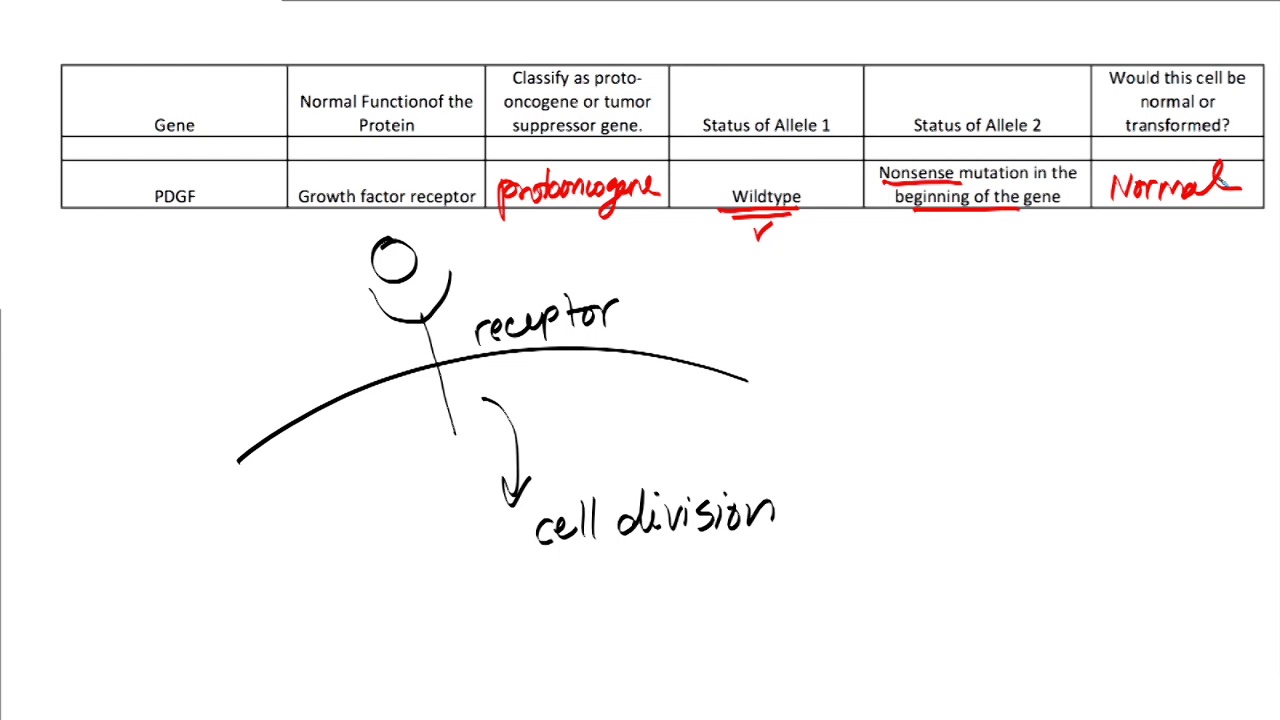 Gene
Normal Functionof the
Protein
Classify as proto-
oncogene or tumor
suppressor gene.
Status of Allele 1
Status of Allele 2
Would this cell be
normal or
transformed?
PDGF
Growth factor receptor
protooncogene
Wildtype
Nonsense mutation in the
beginning of the gene
Normal
receptor
cell division